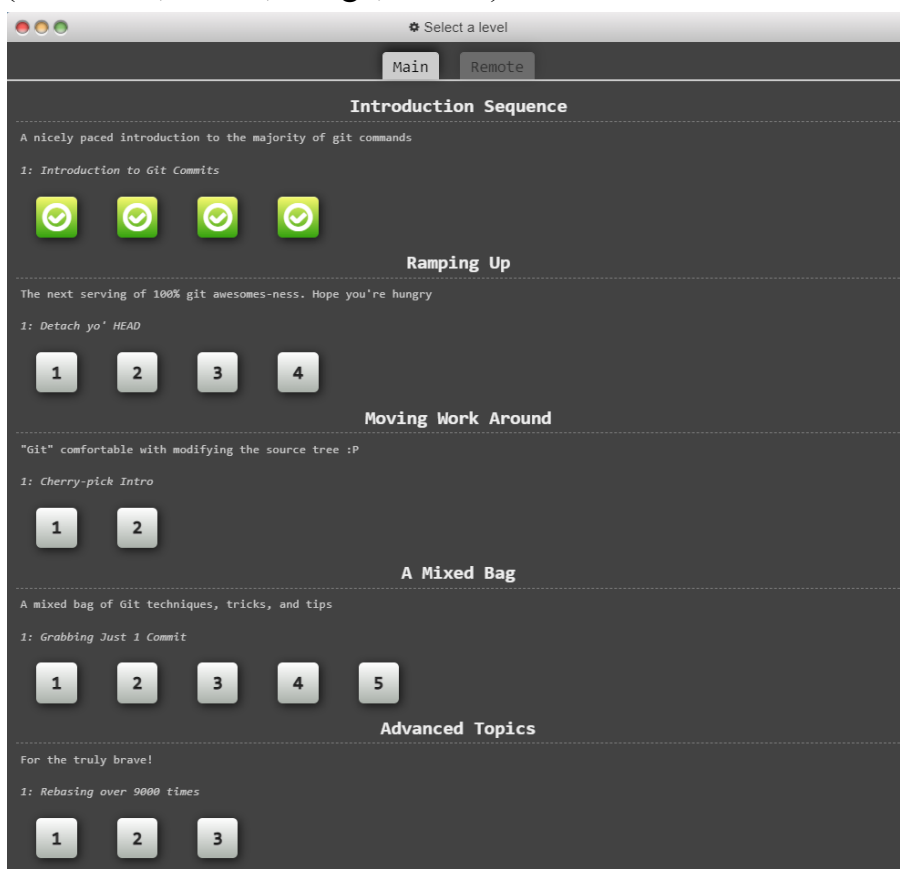 Select a level
Main Remote
Introduction Sequence
A nicely paced introduction to the majority of git commands
1: Introduction to Git Commits
Ramping Up
The next serving of 100% git awesomes-ness. Hope you're hungry
1: Detach yo' HEAD
1 2 3 4
Moving Work Around
"Git" comfortable with modifying the source tree :P
1: Cherry-pick Intro
1 2
A Mixed Bag
A mixed bag of Git techniques, tricks, and tips
1: Grabbing Just 1 Commit
1 2 3 4 5
Advanced Topics
For the truly brave!
1: Rebasing over 9000 times
1 2 3